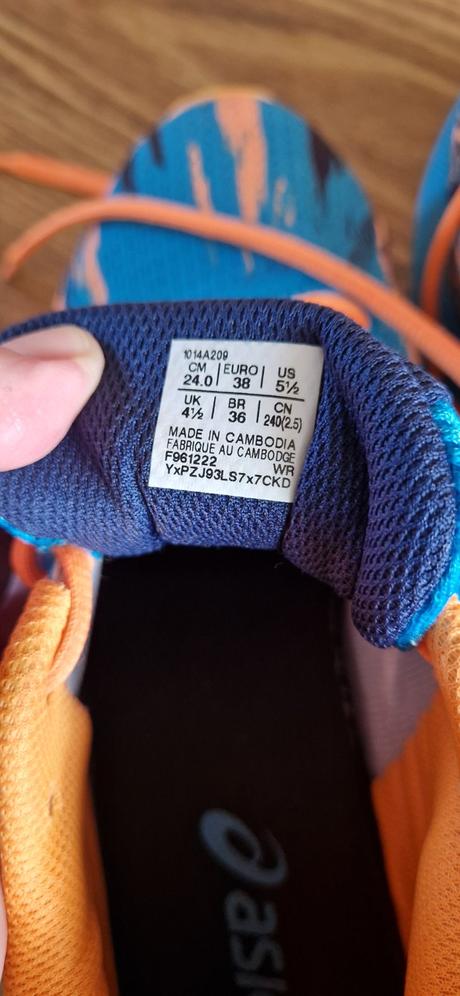 1014A209
CM EURO US
24.0 38 5½
UK BR CN
4½ 36 240(2.5)
MADE IN CAMBODIA
FABRIQUE AU CAMBODGE
F961222 WR
YxPZJ93LS7x7CKD
asic